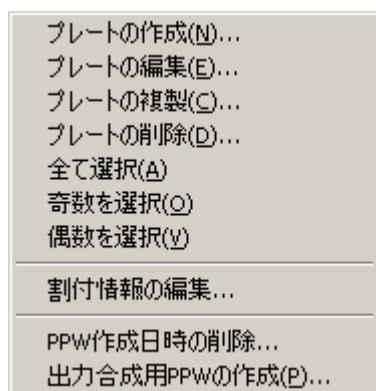 プレートの作成(N)...
プレートの編集(E)...
プレートの複製(C)...
プレートの削除(D)...
全て選択(A)
奇数を選択(O)
偶数を選択(V)
割付情報の編集...
PPW作成日時の削除...
出力合成用PPWの作成(P)...